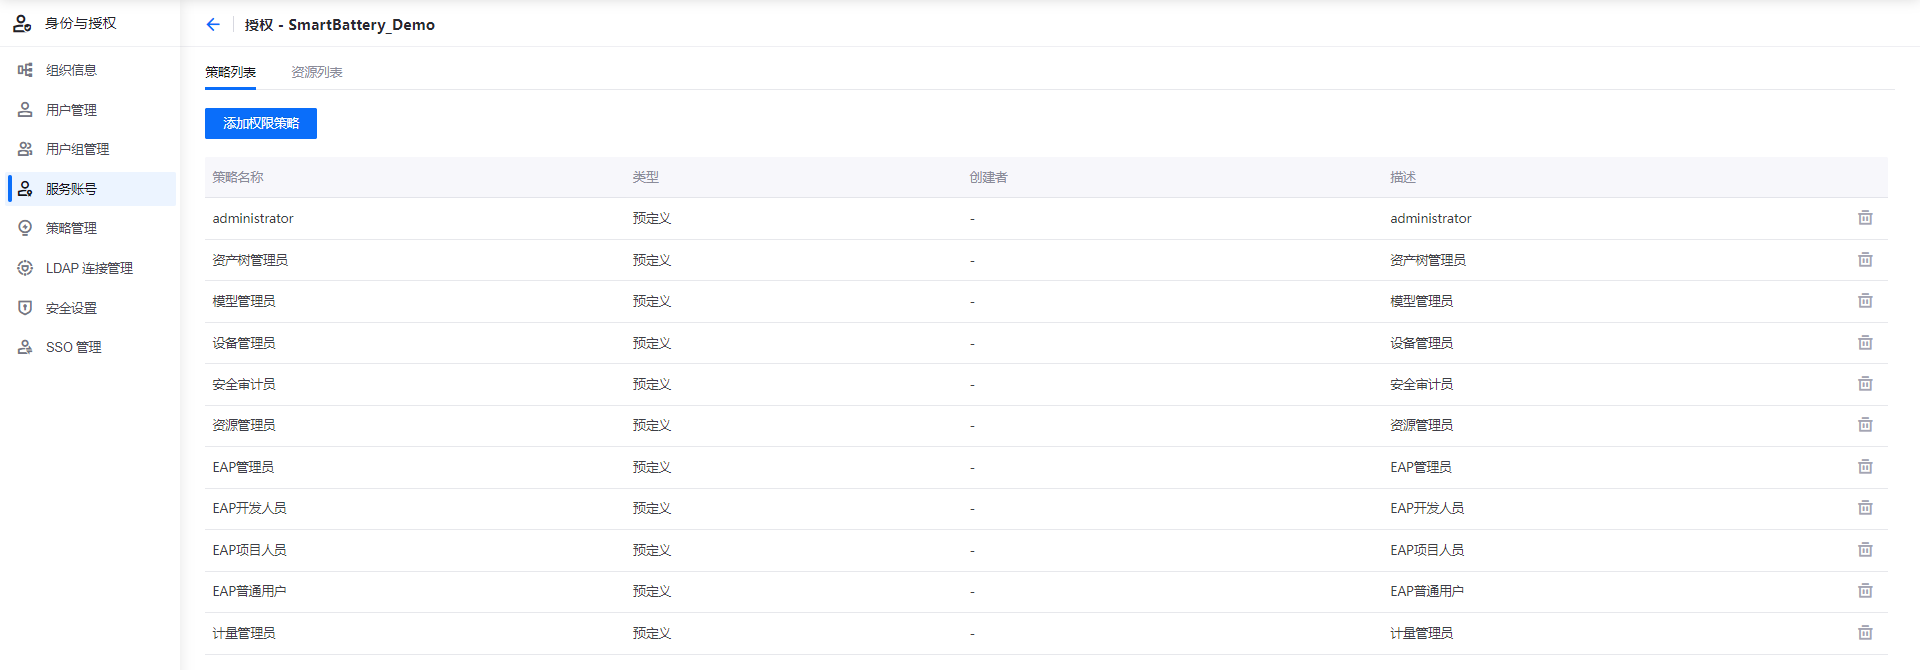 身份与授权
组织信息
用户管理
用户组管理
服务账号
策略管理
LDAP 连接管理
安全设置
SSO 管理
授权 - SmartBattery_Demo
策略列表 资源列表
添加权限策略
策略名称 类型 创建者 描述
administrator 预定义 - administrator
资产树管理员 预定义 - 资产树管理员
模型管理员 预定义 - 模型管理员
设备管理员 预定义 - 设备管理员
安全审计员 预定义 - 安全审计员
资源管理员 预定义 - 资源管理员
EAP管理员 预定义 - EAP管理员
EAP开发人员 预定义 - EAP开发人员
EAP项目人员 预定义 - EAP项目人员
EAP普通用户 预定义 - EAP普通用户
计量管理员 预定义 - 计量管理员